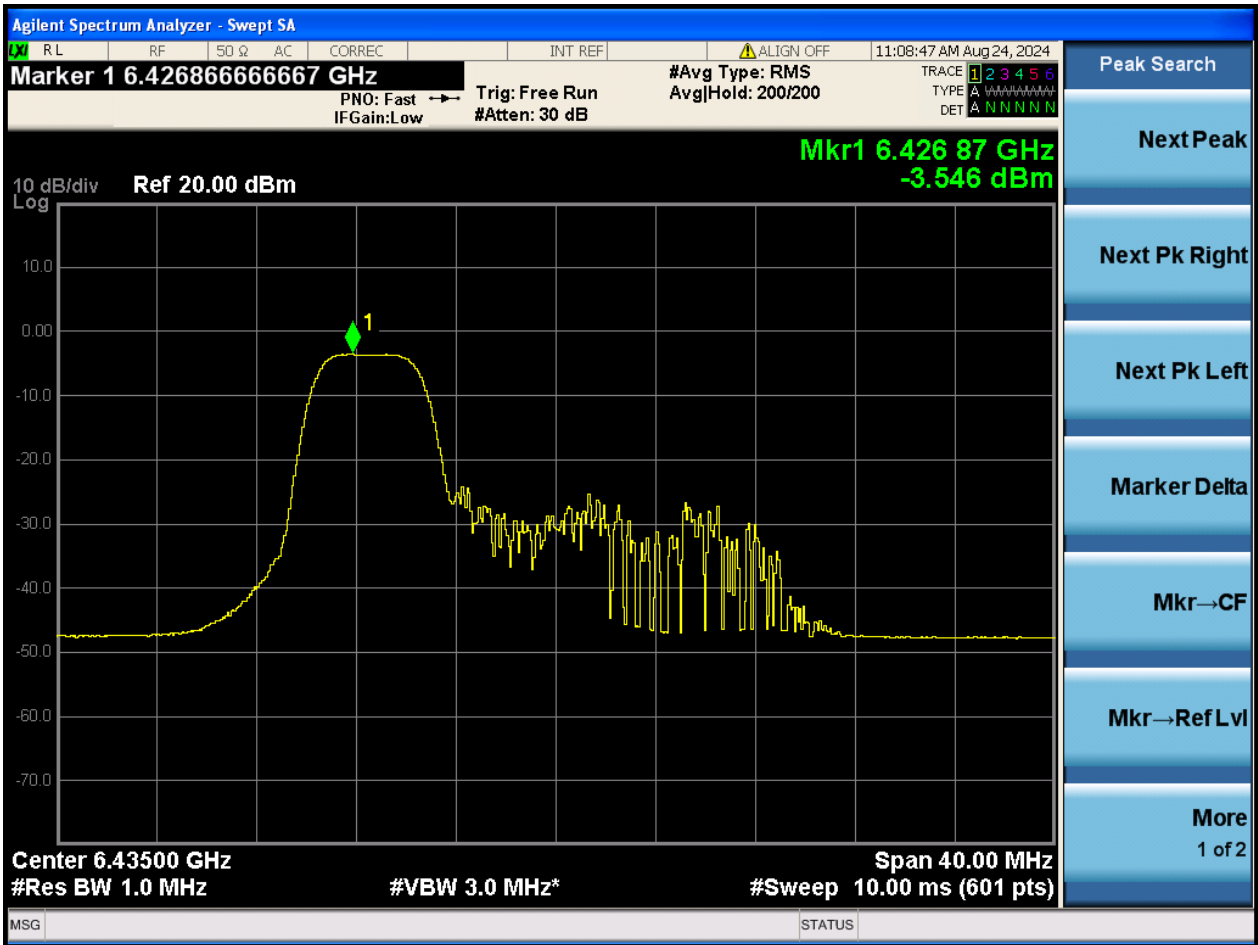 Agilent Spectrum Analyzer - Swept SA
LXI RL RF 50 Ω AC CORREC INT REF ALIGN OFF 11:08:47 AM Aug 24, 2024
Marker 1 6.426866666667 GHz
PNO: Fast
IFGain:Low
Trig: Free Run
#Atten: 30 dB
#Avg Type: RMS
Avg|Hold: 200/200
TRACE 1 2 3 4 5 6
TYPE A WWWWWW
DET A N N N N N
Mkr1 6.426 87 GHz
-3.546 dBm
10 dB/div Ref 20.00 dBm
Log
10.0
0.00
-10.0
-20.0
-30.0
-40.0
-50.0
-60.0
-70.0
1
Center 6.43500 GHz Span 40.00 MHz
#Res BW 1.0 MHz #VBW 3.0 MHz* #Sweep 10.00 ms (601 pts)
MSG STATUS
Peak Search
Next Peak
Next Pk Right
Next Pk Left
Marker Delta
Mkr→CF
Mkr→Ref Lvl
More
1 of 2